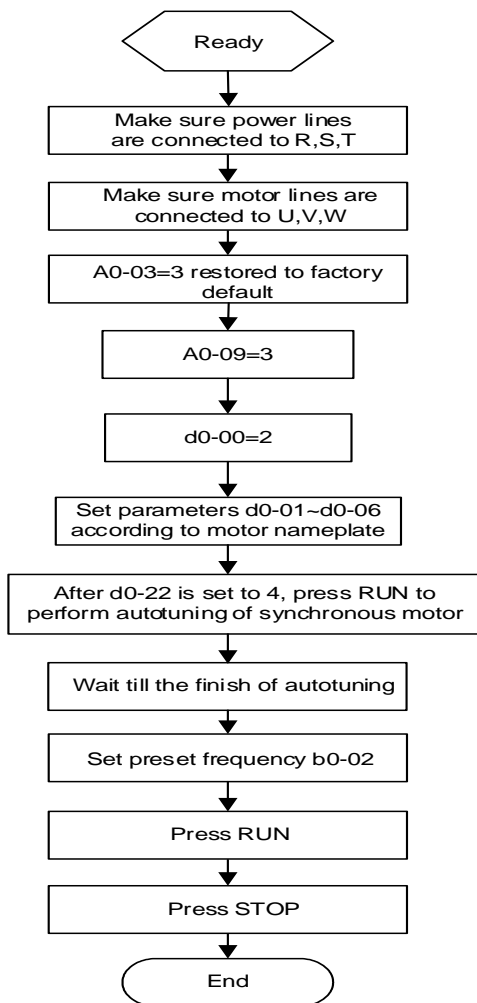 Ready
Make sure power lines
are connected to R,S,T
Make sure motor lines are
connected to U,V,W
A0-03=3 restored to factory
default
A0-09=3
d0-00=2
Set parameters d0-01~d0-06
according to motor nameplate
After d0-22 is set to 4, press RUN to
perform autotuning of synchronous motor
Wait till the finish of autotuning
Set preset frequency b0-02
Press RUN
Press STOP
End